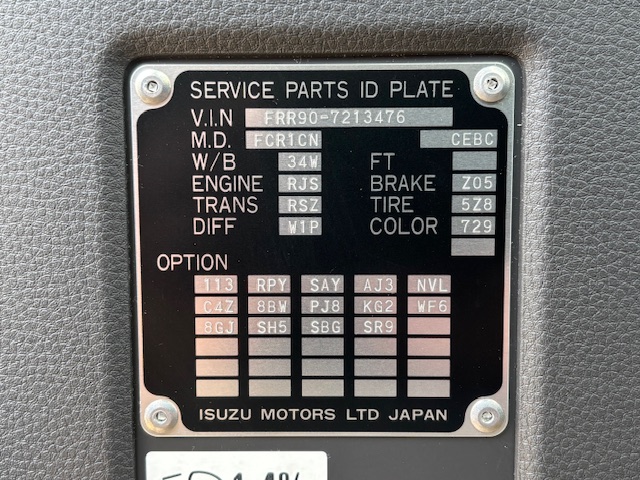 SERVICE PARTS ID PLATE
V.I.N FRR90-7213476
M.D. FCR1CN CEBC
W/B 34W FT
ENGINE RJS BRAKE Z05
TRANS RSZ TIRE 5Z8
DIFF W1P COLOR 729
OPTION
113 RPY SAY AJ3 NVL
C4Z 8BW PJ8 KG2 WF6
8GJ SH5 SBG SR9
ISUZU MOTORS LTD JAPAN